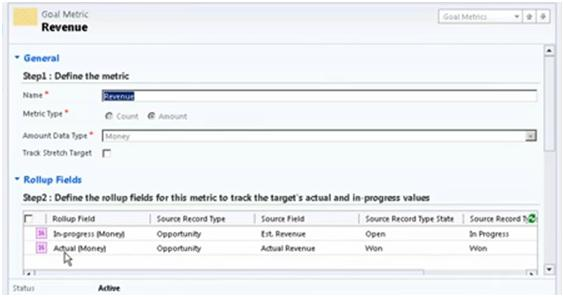 Goal Metric
Revenue
Goal Metrics
General
Step1 : Define the metric
Name *
Revenue
Metric Type *
Count
Amount
Amount Data Type *
Money
Track Stretch Target
Rollup Fields
Step2 : Define the rollup fields for this metric to track the target's actual and in-progress values
Rollup Field Source Record Type Source Field Source Record Type State Source Record Ty
In-progress (Money) Opportunity Est. Revenue Open In Progress
Actual (Money) Opportunity Actual Revenue Won Won
Status Active